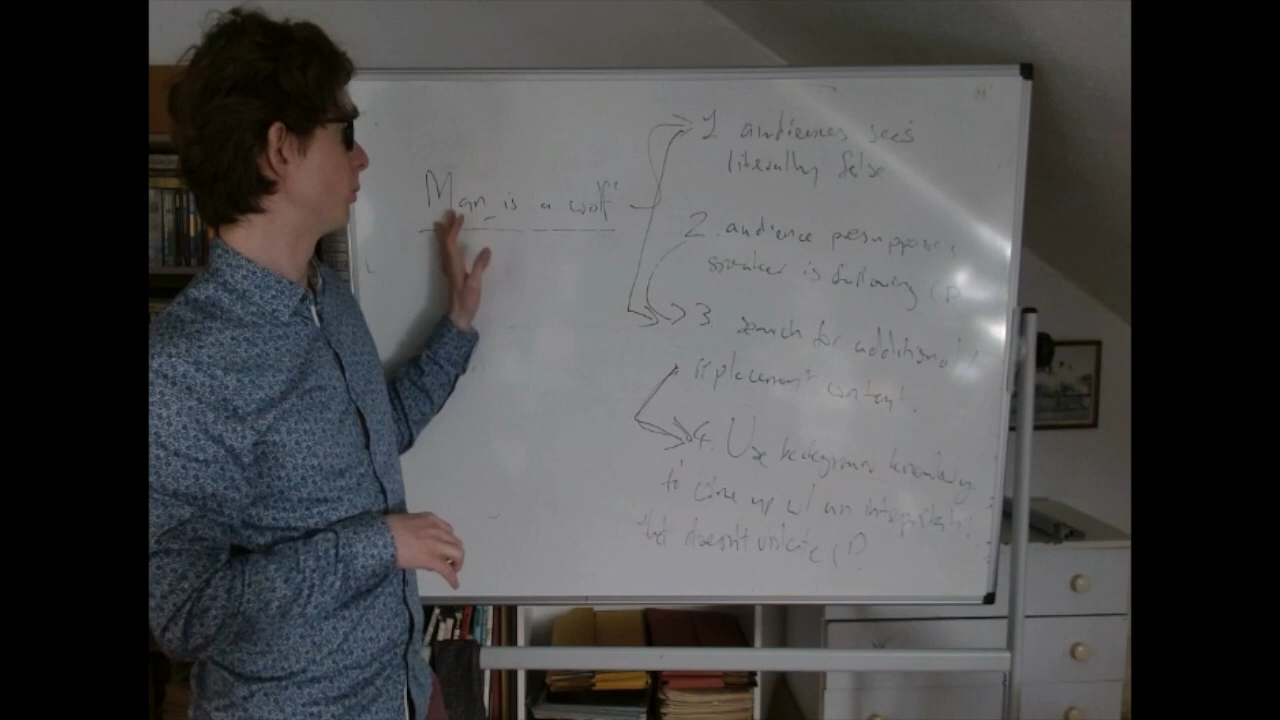 Man is a wolf
1 audiences sees
literally false
2. audience presupposes
speaker is following CP
3 search for additional /
replacement content.
4. Use background knowledge
to come up w/ an interpretation
that doesn't violate CP.